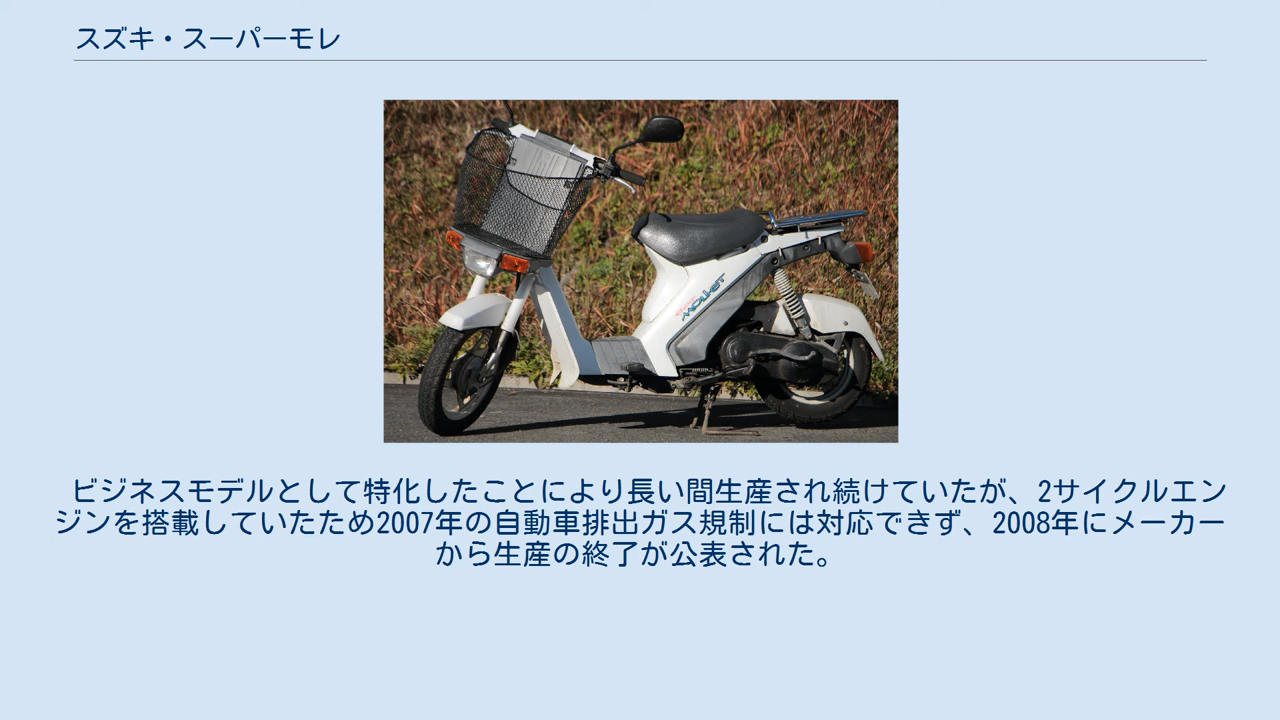 スズキ・スーパーモレ
MOLLET
ビジネスモデルとして特化したことにより長い間生産され続けていたが、2サイクルエン
ジンを搭載していたため2007年の自動車排出ガス規制には対応できず、2008年にメーカー
から生産の終了が公表された。